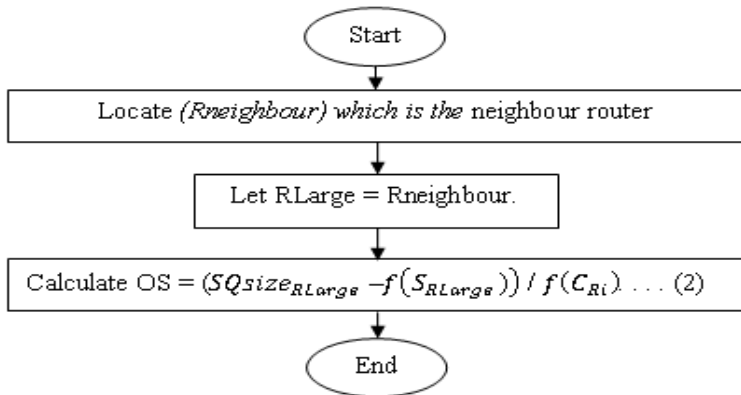 Start
Locate (Rneighbour) which is the neighbour router
Let RLarge = Rneighbour.
Calculate OS = (SQsize_RLarge – f(S_RLarge)) / f(C_Ri) . . . . (2)
End